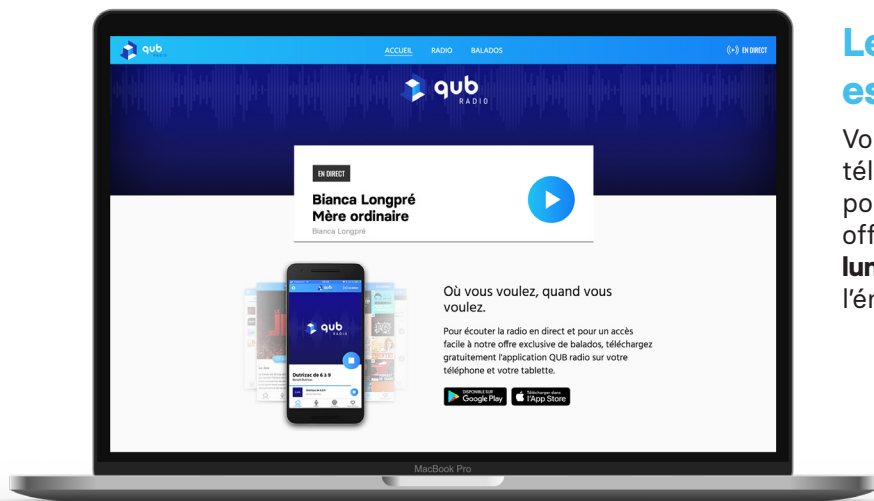 qub
RADIO
ACCUEIL RADIO BALADOS
EN DIRECT
qub
RADIO
EN DIRECT
Bianca Longpré
Mère ordinaire
Bianca Longpré
qub
Dutrizac de 6 à 9
Où vous voulez, quand vous
voulez.
Pour écouter la radio en direct et pour un accès
facile à notre offre exclusive de balados, téléchargez
gratuitement l'application QUB radio sur votre
téléphone et votre tablette.
DISPONIBLE SUR
Google Play
Télécharger dans
l'App Store
MacBook Pro
Le
es
Vo
tél
po
off
lun
l'ér